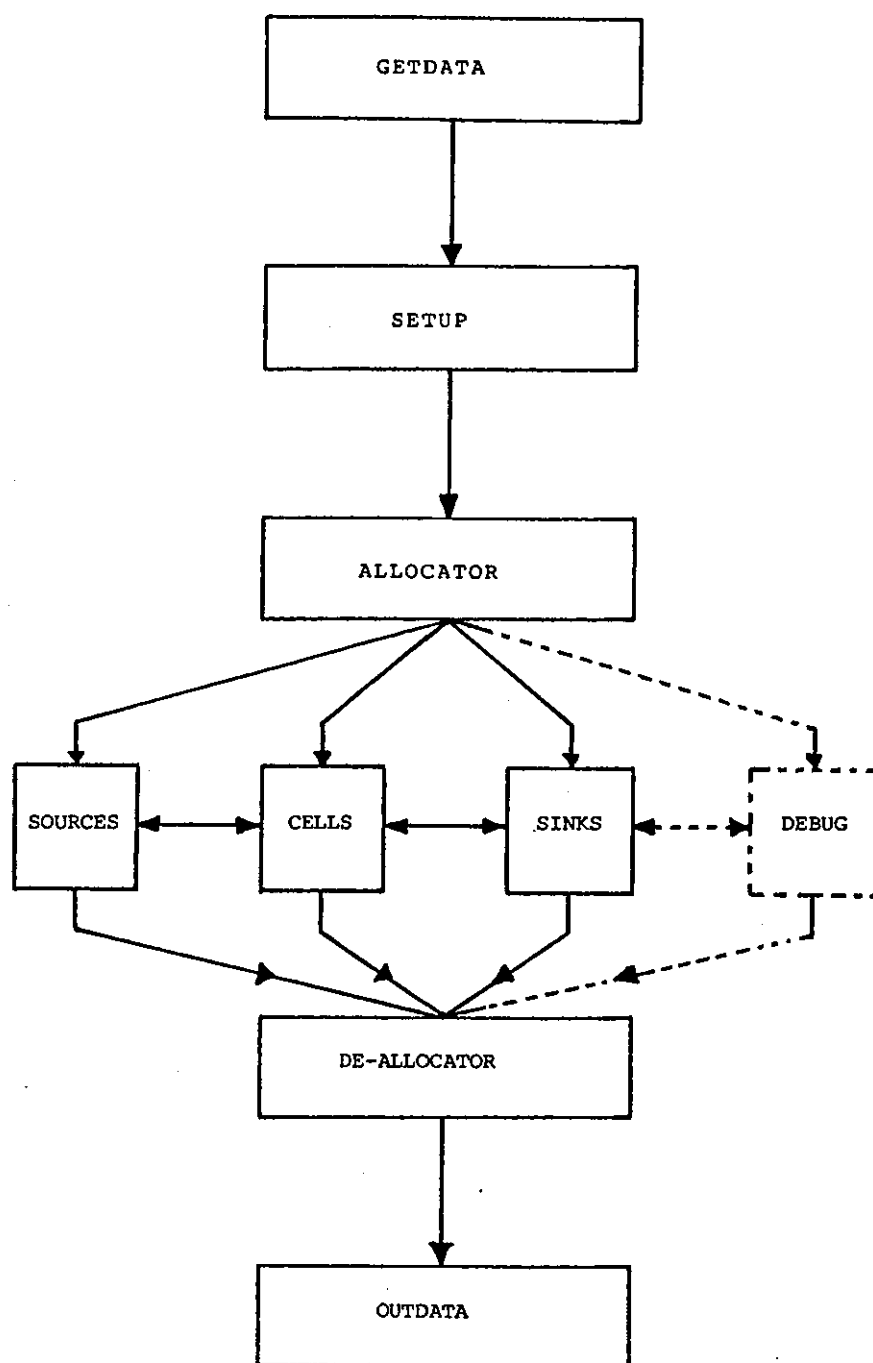 GETDATA
SETUP
ALLOCATOR
SOURCES
CELLS
SINKS
DEBUG
DE-ALLOCATOR
OUTDATA